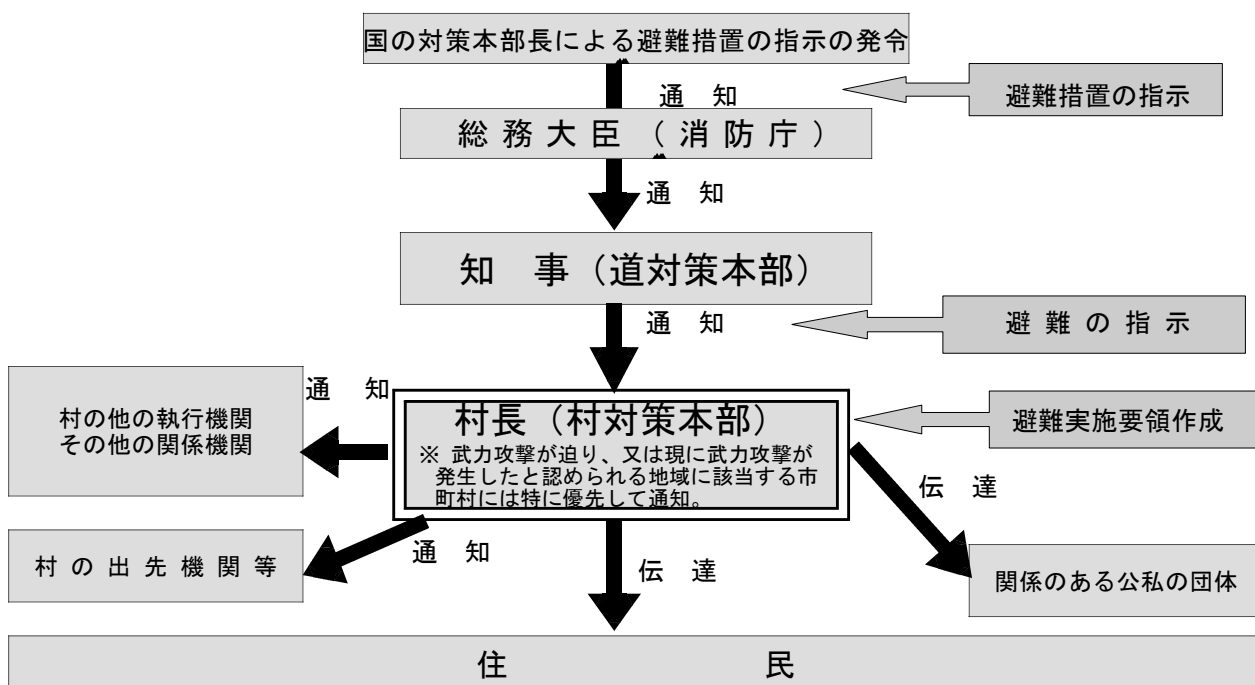 国の対策本部長による避難措置の指示の発令
通 知
避難措置の指示
総 務 大 臣 （ 消 防 庁 ）
通 知
知 事（道対策本部）
通 知
避 難 の 指 示
通 知
村の他の執行機関
その他の関係機関
村長（村対策本部）
※ 武力攻撃が迫り、又は現に武力攻撃が
発生したと認められる地域に該当する市
町村には特に優先して通知。
避難実施要領作成
伝 達
通 知
村 の 出 先 機 関 等
伝 達
関係のある公私の団体
住 民